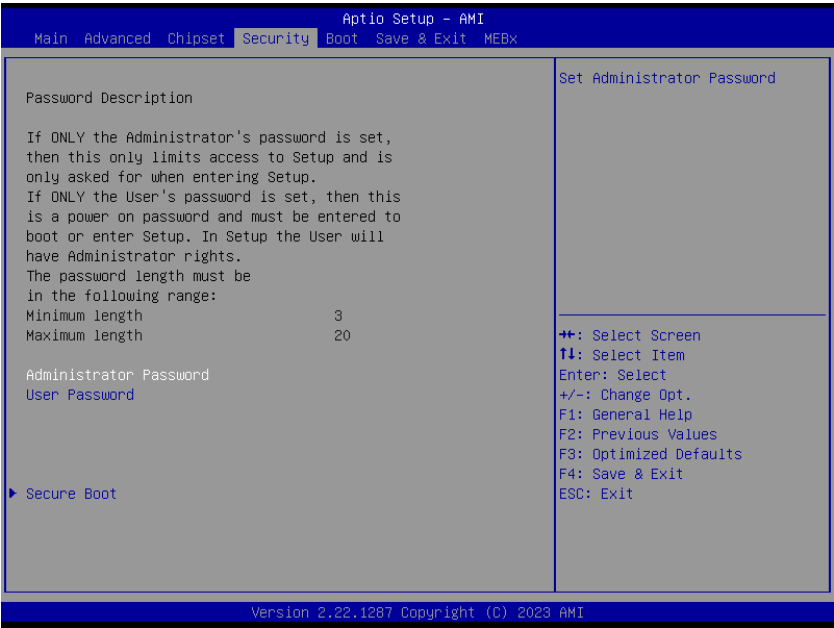 Aptio Setup – AMI
Main Advanced Chipset Security Boot Save & Exit MEBx
Password Description
If ONLY the Administrator's password is set,
then this only limits access to Setup and is
only asked for when entering Setup.
If ONLY the User's password is set, then this
is a power on password and must be entered to
boot or enter Setup. In Setup the User will
have Administrator rights.
The password length must be
in the following range:
Minimum length 3
Maximum length 20
Administrator Password
User Password
Secure Boot
Set Administrator Password
→←: Select Screen
↑↓: Select Item
Enter: Select
+/-: Change Opt.
F1: General Help
F2: Previous Values
F3: Optimized Defaults
F4: Save & Exit
ESC: Exit
Version 2.22.1287 Copyright (C) 2023 AMI